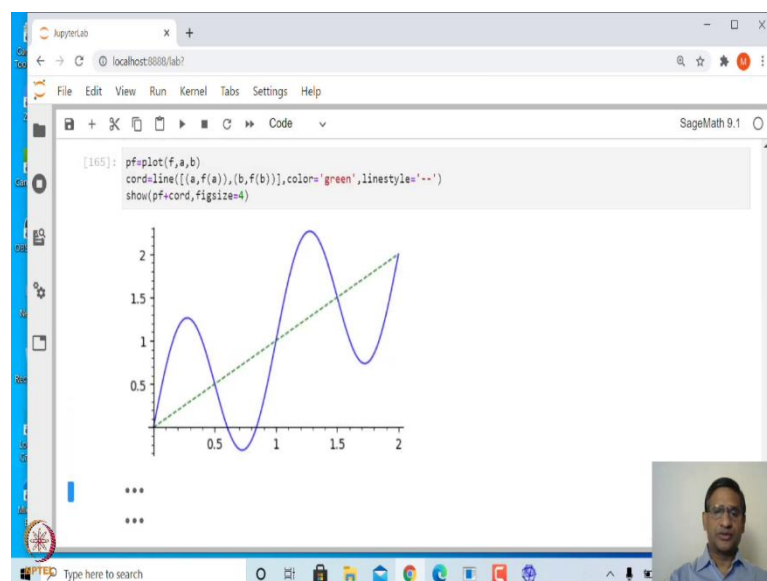 JupyterLab
localhost:8888/lab?
M
File Edit View Run Kernel Tabs Settings Help
Code
SageMath 9.1
[165]: pf=plot(f,a,b)
cord=line([(a,f(a)),(b,f(b))],color='green',linestyle='--')
show(pf+cord,figsize=4)
2
1.5
1
0.5
0.5 1 1.5 2
Type here to search